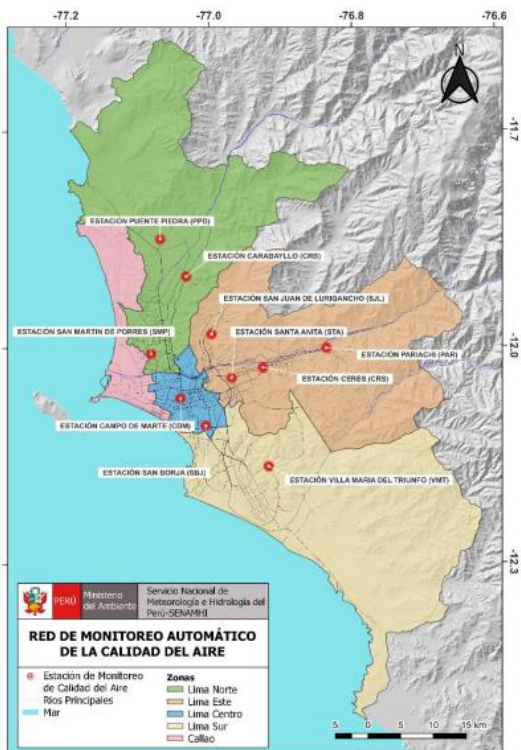 -77.2
-77.0
-76.8
-76.6
N
-11.7
ESTACIÓN PUENTE PIEDRA (PPD)
ESTACIÓN CARABAYLLO (CRB)
ESTACIÓN SAN JUAN DE LURIGANCHO (SJL)
ESTACIÓN SAN MARTIN DE PORRES (SMP)
ESTACIÓN SANTA ANITA (STA)
-12.0
ESTACIÓN PARIACHI (PAR)
ESTACIÓN CERES (CRS)
ESTACIÓN CAMPO DE MARTE (CDM)
ESTACIÓN SAN BORJA (SBJ)
ESTACIÓN VILLA MARIA DEL TRIUNFO (VMT)
-12.3
PERÚ
Ministerio
del Ambiente
Servicio Nacional de
Meteorología e Hidrología del
Perú-SENAMHI
RED DE MONITOREO AUTOMÁTICO
DE LA CALIDAD DEL AIRE
Estación de Monitoreo
de Calidad del Aire
Rios Principales
Mar
Zonas
Lima Norte
Lima Este
Lima Centro
Lima Sur
Callao
5 0 5 10 15 km